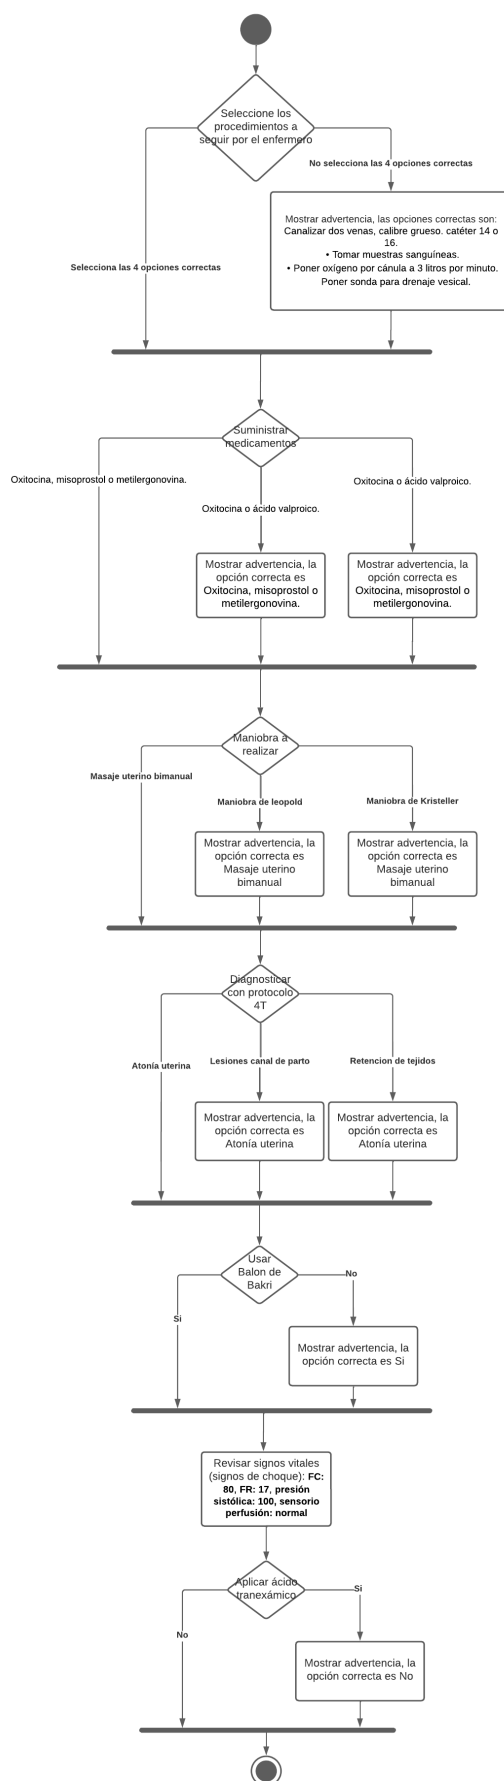 Seleccione los
procedimientos a
seguir por el enfermero
No selecciona las 4 opciones correctas
Mostrar advertencia, las opciones correctas son:
Canalizar dos venas, calibre grueso. catéter 14 o
16.
• Tomar muestras sanguíneas.
• Poner oxígeno por cánula a 3 litros por minuto.
Poner sonda para drenaje vesical.
Selecciona las 4 opciones correctas
Suministrar
medicamentos
Oxitocina, misoprostol o metilergonovina.
Oxitocina o ácido valproico.
Oxitocina o ácido valproico.
Mostrar advertencia, la
opción correcta es
Oxitocina, misoprostol o
metilergonovina.
Mostrar advertencia, la
opción correcta es
Oxitocina, misoprostol o
metilergonovina.
Maniobra a
realizar
Masaje uterino bimanual
Maniobra de leopold
Maniobra de Kristeller
Mostrar advertencia, la
opción correcta es
Masaje uterino
bimanual
Mostrar advertencia, la
opción correcta es
Masaje uterino
bimanual
Diagnosticar
con protocolo
4T
Atonía uterina
Lesiones canal de parto
Retencion de tejidos
Mostrar advertencia, la
opción correcta es
Atonía uterina
Mostrar advertencia, la
opción correcta es
Atonía uterina
Usar
Balon de
Bakri
No
Si
Mostrar advertencia, la
opción correcta es Si
Revisar signos vitales
(signos de choque): FC:
80, FR: 17, presión
sistólica: 100, sensorio
perfusión: normal
Aplicar ácido
tranexámico
Si
No
Mostrar advertencia, la
opción correcta es No